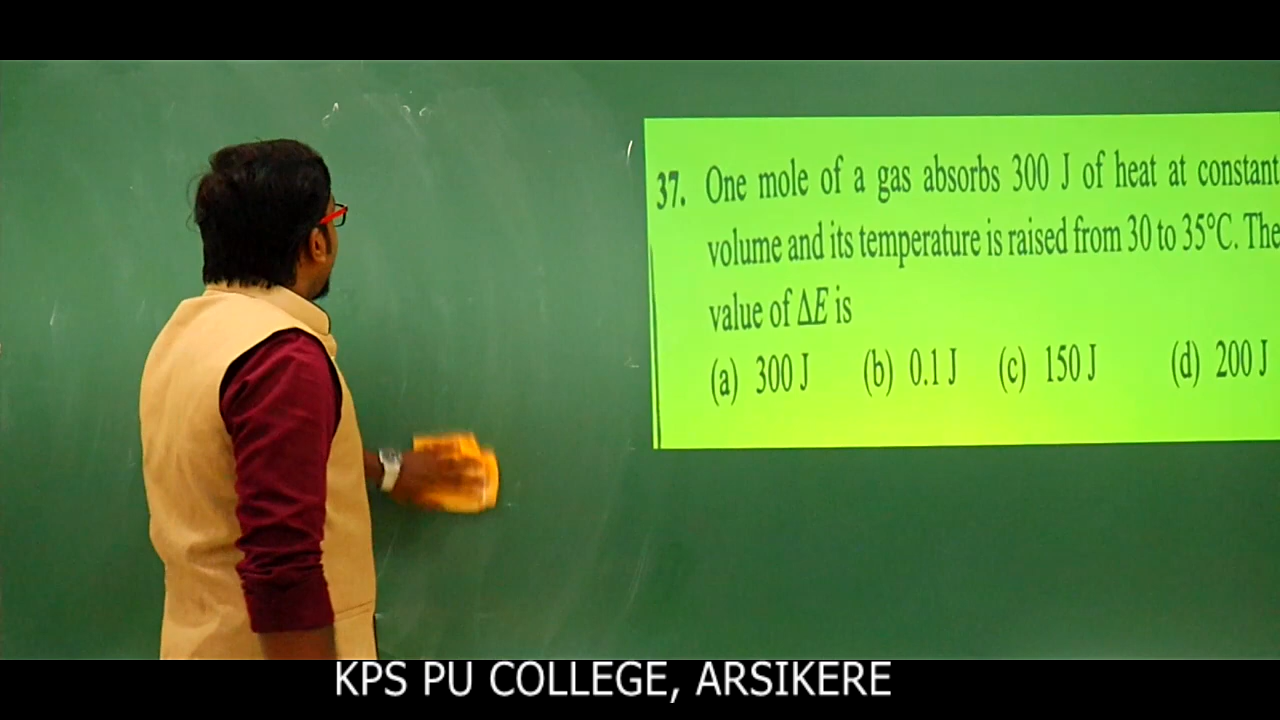 37. One mole of a gas absorbs 300 J of heat at constant
volume and its temperature is raised from 30 to 35°C. The
value of ΔE is
(a) 300 J (b) 0.1 J (c) 150 J (d) 200 J
KPS PU COLLEGE, ARSIKERE